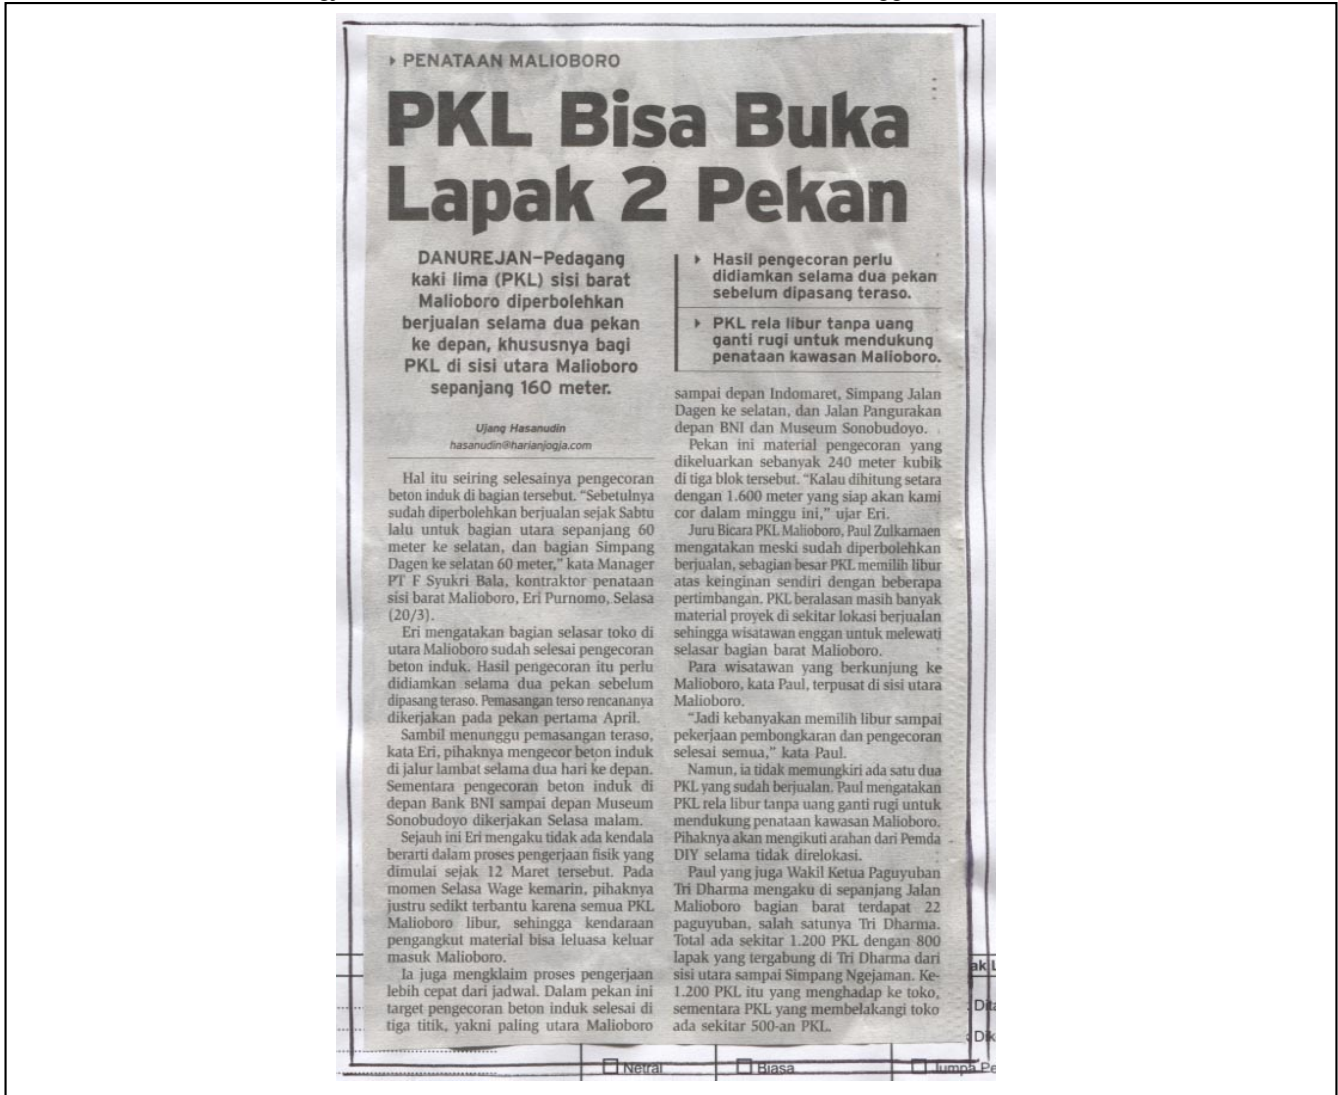 PENATAAN MALIOBORO
PKL Bisa Buka
Lapak 2 Pekan
DANUREJAN–Pedagang
kaki lima (PKL) sisi barat
Malioboro diperbolehkan
berjualan selama dua pekan
ke depan, khususnya bagi
PKL di sisi utara Malioboro
sepanjang 160 meter.
Ujang Hasanudin
hasanudin@harianjogja.com
Hal itu seiring selesainya pengecoran
beton induk di bagian tersebut. “Sebetulnya
sudah diperbolehkan berjualan sejak Sabtu
lalu untuk bagian utara sepanjang 60
meter ke selatan, dan bagian Simpang
Dagen ke selatan 60 meter,” kata Manager
PT F Syukri Bala, kontraktor penataan
sisi barat Malioboro, Eri Purnomo, Selasa
(20/3).
Eri mengatakan bagian selasar toko di
utara Malioboro sudah selesai pengecoran
beton induk. Hasil pengecoran itu perlu
didiamkan selama dua pekan sebelum
dipasang teraso. Pemasangan terso rencananya
dikerjakan pada pekan pertama April.
Sambil menunggu pemasangan teraso,
kata Eri, pihaknya mengecor beton induk
di jalur lambat selama dua hari ke depan.
Sementara pengecoran beton induk di
depan Bank BNI sampai depan Museum
Sonobudoyo dikerjakan Selasa malam.
Sejauh ini Eri mengaku tidak ada kendala
berarti dalam proses pengerjaan fisik yang
dimulai sejak 12 Maret tersebut. Pada
momen Selasa Wage kemarin, pihaknya
justru sedikt terbantu karena semua PKL
Malioboro libur, sehingga kendaraan
pengangkut material bisa leluasa keluar
masuk Malioboro.
Ia juga mengklaim proses pengerjaan
lebih cepat dari jadwal. Dalam pekan ini
target pengecoran beton induk selesai di
tiga titik, yakni paling utara Malioboro
Hasil pengecoran perlu
didiamkan selama dua pekan
sebelum dipasang teraso.
PKL rela libur tanpa uang
ganti rugi untuk mendukung
penataan kawasan Malioboro.
sampai depan Indomaret, Simpang Jalan
Dagen ke selatan, dan Jalan Pangurakan
depan BNI dan Museum Sonobudoyo.
Pekan ini material pengecoran yang
dikeluarkan sebanyak 240 meter kubik
di tiga blok tersebut. “Kalau dihitung setara
dengan 1.600 meter yang siap akan kami
cor dalam minggu ini,” ujar Eri.
Juru Bicara PKL Malioboro, Paul Zulkarnaen
mengatakan meski sudah diperbolehkan
berjualan, sebagian besar PKL memilih libur
atas keinginan sendiri dengan beberapa
pertimbangan. PKL beralasan masih banyak
material proyek di sekitar lokasi berjualan
sehingga wisatawan enggan untuk melewati
selasar bagian barat Malioboro.
Para wisatawan yang berkunjung ke
Malioboro, kata Paul, terpusat di sisi utara
Malioboro.
“Jadi kebanyakan memilih libur sampai
pekerjaan pembongkaran dan pengecoran
selesai semua,” kata Paul.
Namun, ia tidak memungkiri ada satu dua
PKL yang sudah berjualan. Paul mengatakan
PKL rela libur tanpa uang ganti rugi untuk
mendukung penataan kawasan Malioboro.
Pihaknya akan mengikuti arahan dari Pemda
DIY selama tidak direlokasi.
Paul yang juga Wakil Ketua Paguyuban
Tri Dharma mengaku di sepanjang Jalan
Malioboro bagian barat terdapat 22
paguyuban, salah satunya Tri Dharma.
Total ada sekitar 1.200 PKL dengan 800
lapak yang tergabung di Tri Dharma dari
sisi utara sampai Simpang Ngejaman. Ke-
1.200 PKL itu yang menghadap ke toko,
sementara PKL yang membelakangi toko
ada sekitar 500-an PKL.
Netral
Biasa